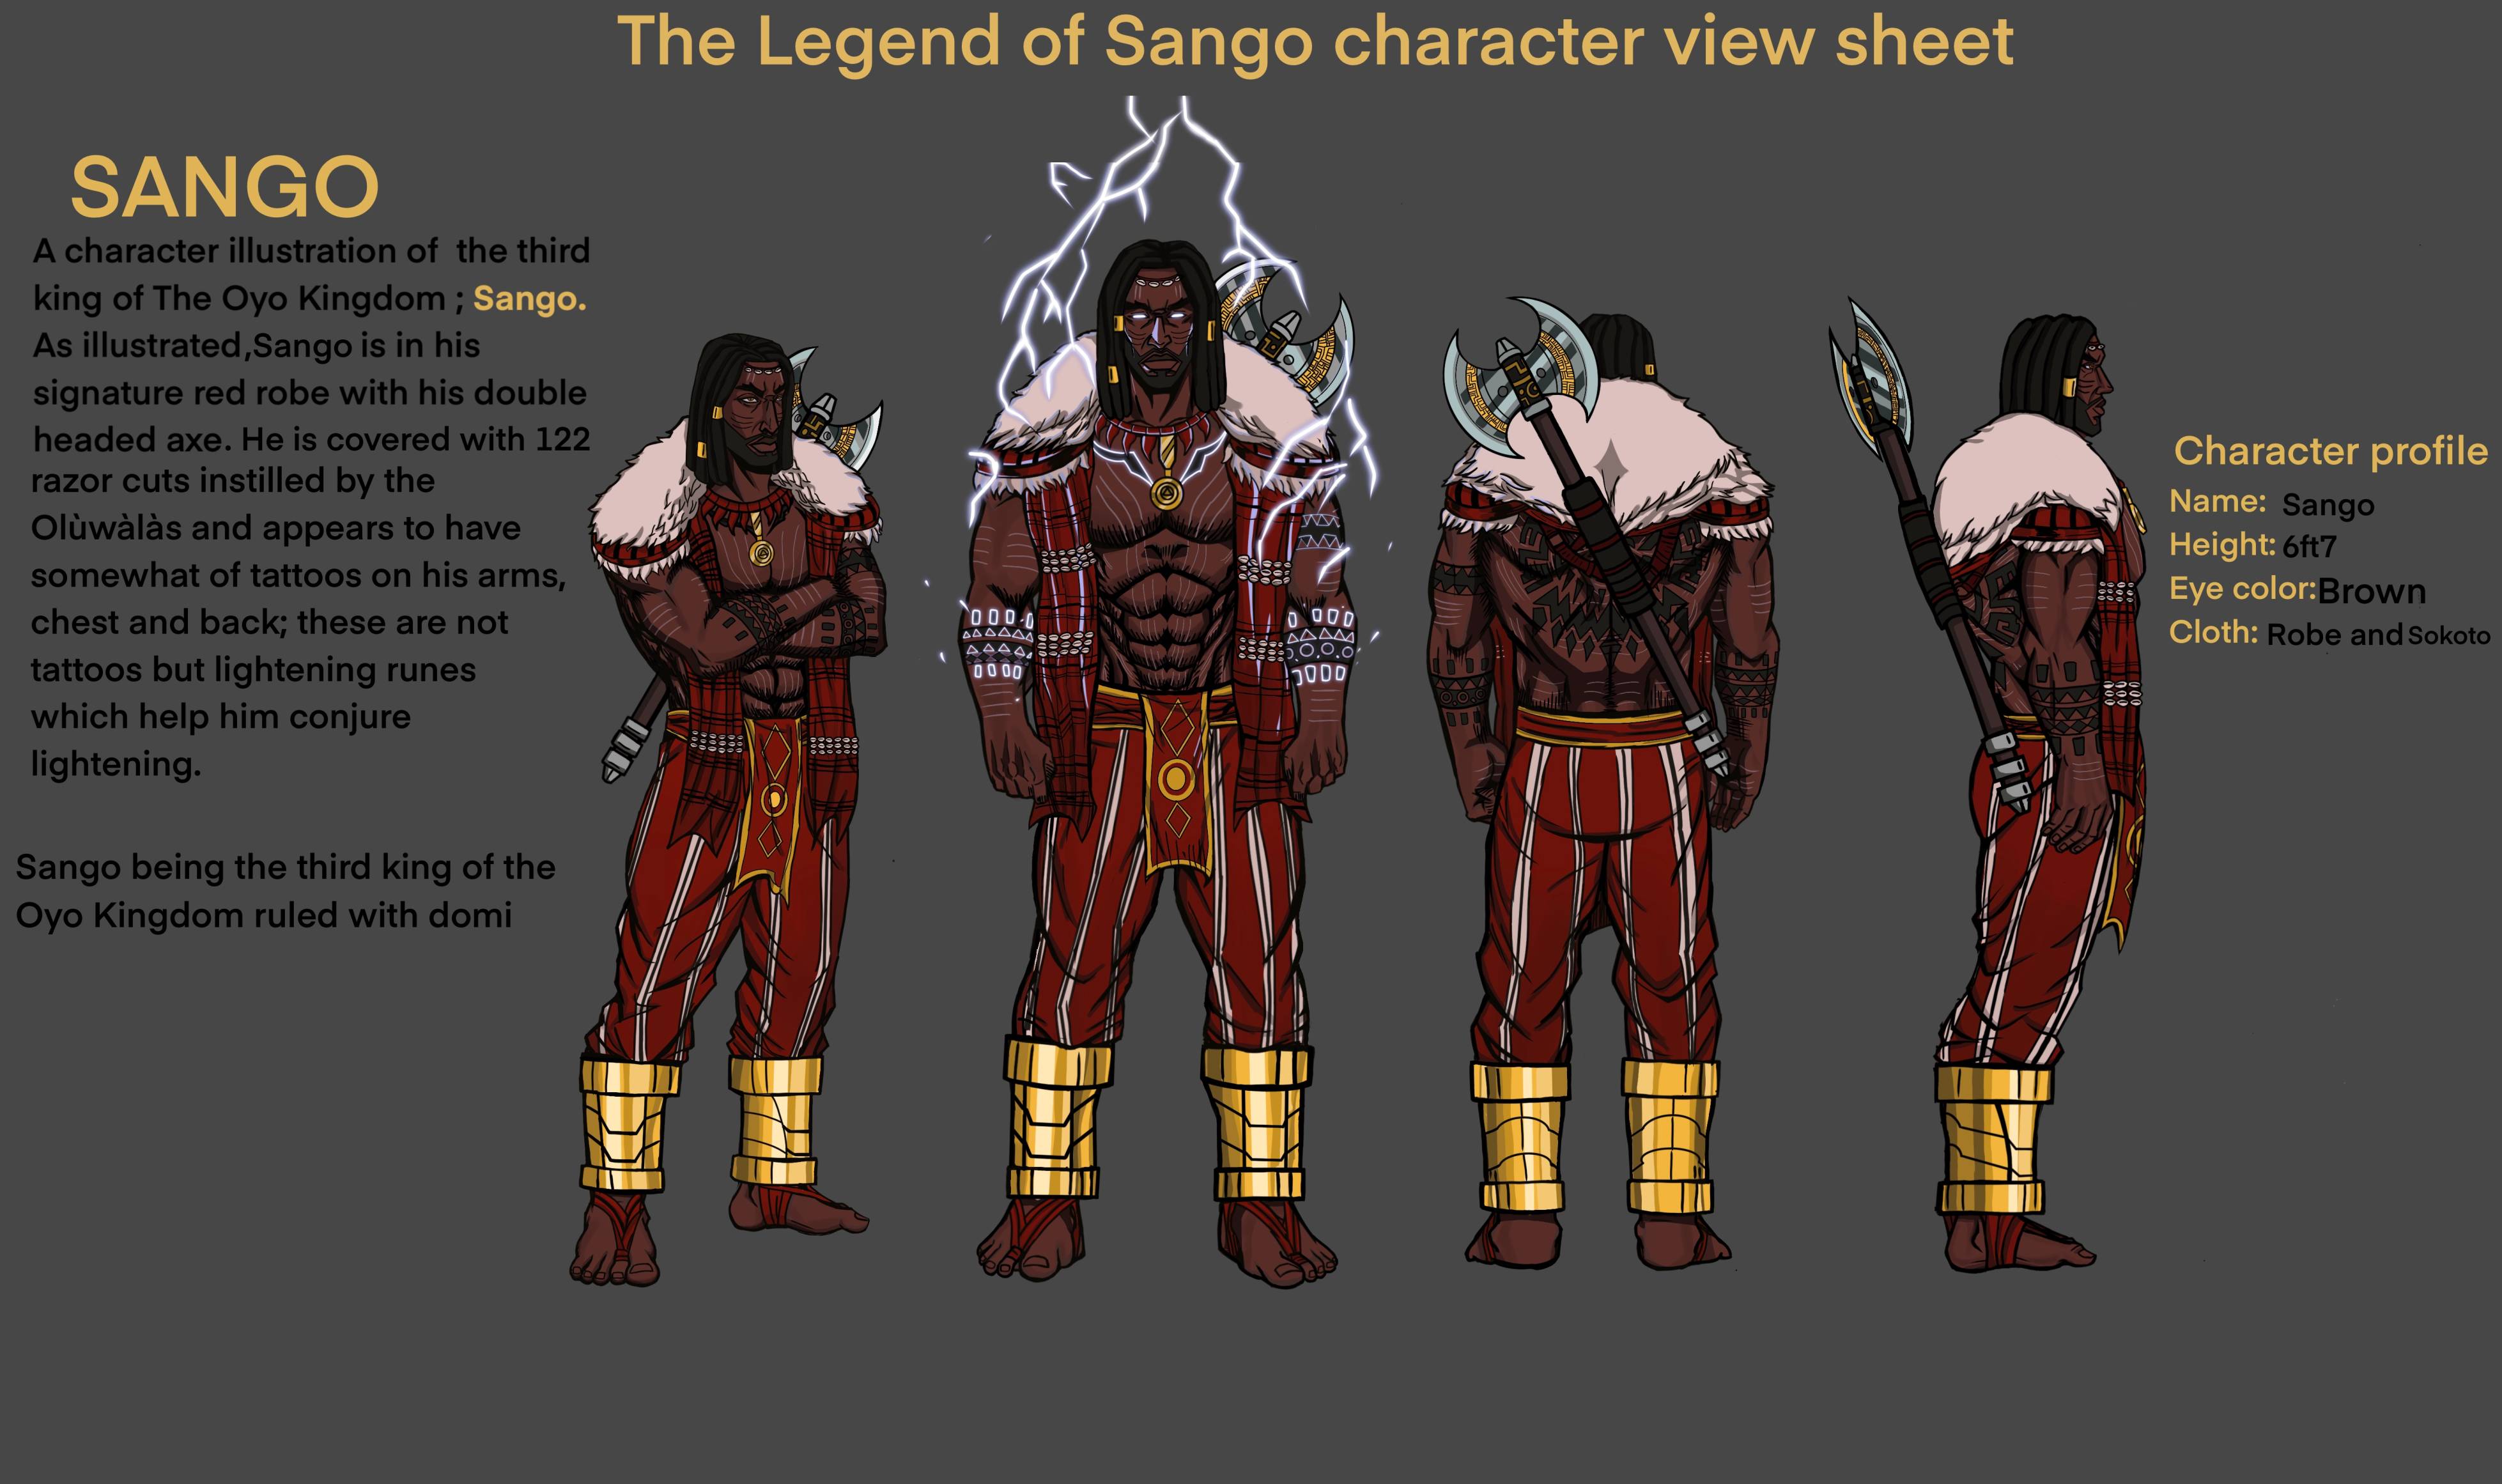 The Legend of Sango character view sheet
SANGO
A character illustration of the third
king of The Oyo Kingdom ; Sango.
As illustrated,Sango is in his
signature red robe with his double
headed axe. He is covered with 122
razor cuts instilled by the
Olùwàlàs and appears to have
somewhat of tattoos on his arms,
chest and back; these are not
tattoos but lightening runes
which help him conjure
lightening.
Sango being the third king of the
Oyo Kingdom ruled with domi
Character profile
Name: Sango
Height: 6ft7
Eye color:Brown
Cloth: Robe and Sokoto